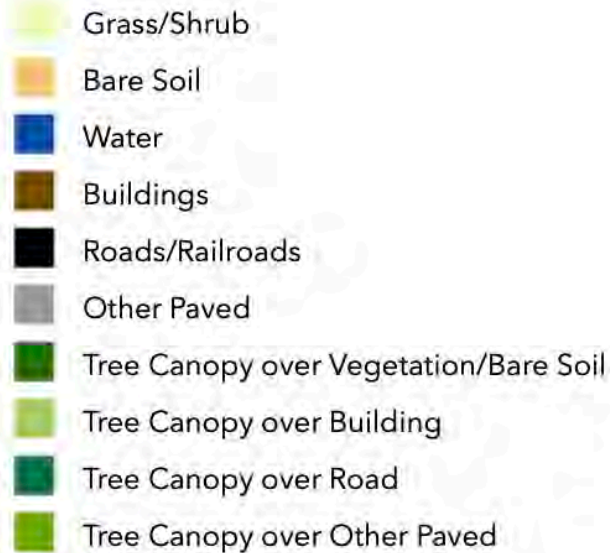 Grass/Shrub
Bare Soil
Water
Buildings
Roads/Railroads
Other Paved
Tree Canopy over Vegetation/Bare Soil
Tree Canopy over Building
Tree Canopy over Road
Tree Canopy over Other Paved